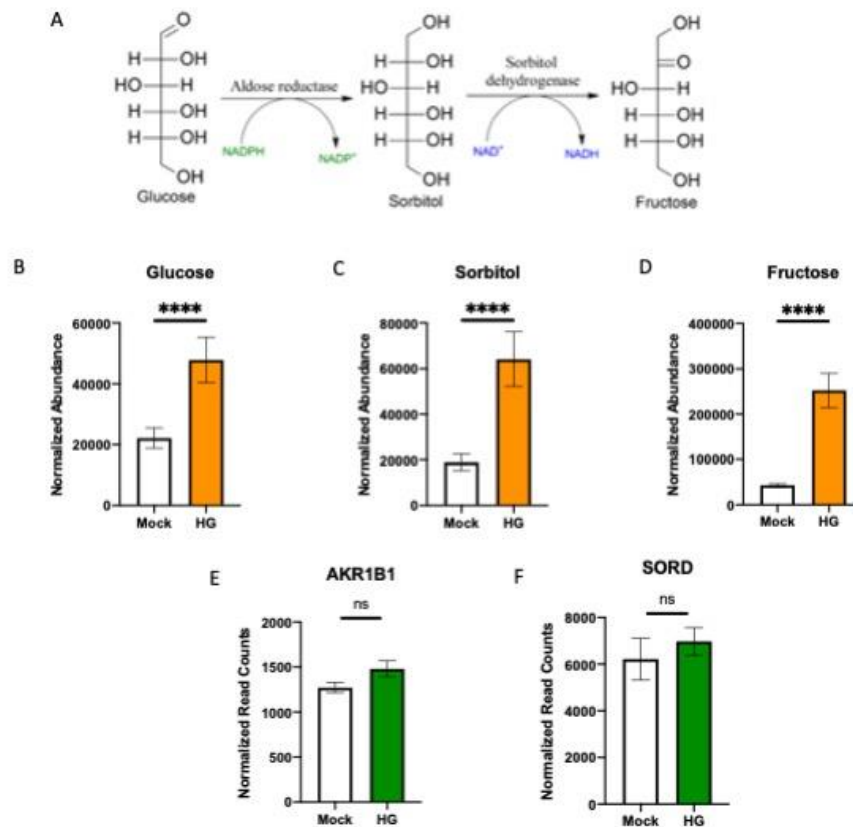 A
O
OH OH
H OH H OH Sorbitol O
HO H Aldose reductase HO H dehydrogenase HO H
H OH H OH H OH
H OH NADPH NADP⁺ H OH NAD⁺ NADH H OH
OH OH OH
Glucose Sorbitol Fructose
B Glucose C Sorbitol D Fructose
**** **** ****
Normalized Abundance Normalized Abundance Normalized Abundance
60000 80000 400000
40000 60000 300000
20000 40000 200000
0 20000 100000
0 0
Mock HG Mock HG Mock HG
E AKR1B1 F SORD
ns ns
Normalized Read Counts Normalized Read Counts
2000 8000
1500 6000
1000 4000
500 2000
0 0
Mock HG Mock HG